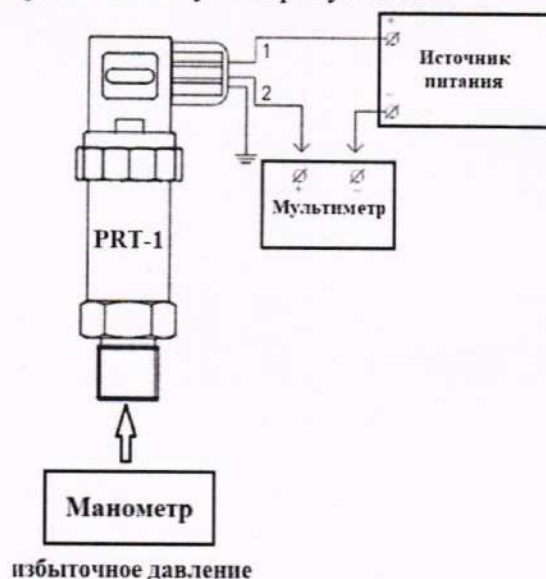 1
+
Источник
питания
2
–
+
–
Мультиметр
PRT-1
Манометр
избыточное давление